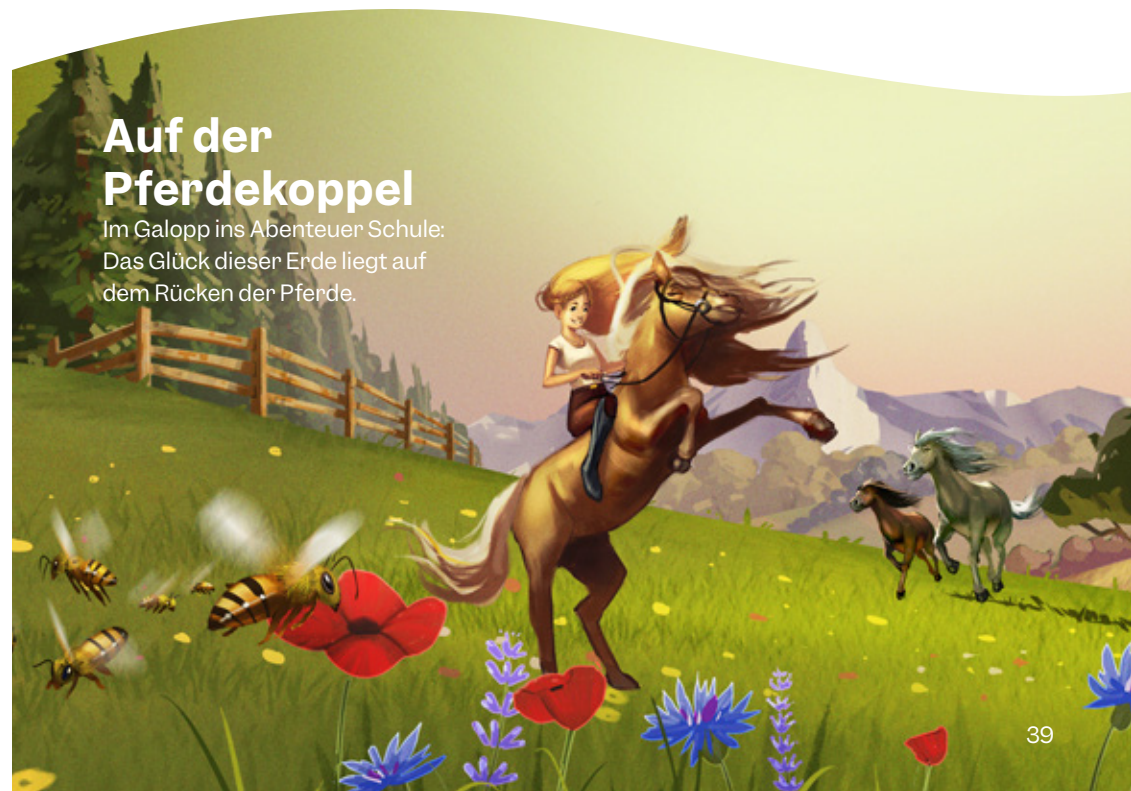 Auf der
Pferdekoppel
Im Galopp ins Abenteuer Schule:
Das Glück dieser Erde liegt auf
dem Rücken der Pferde.
39